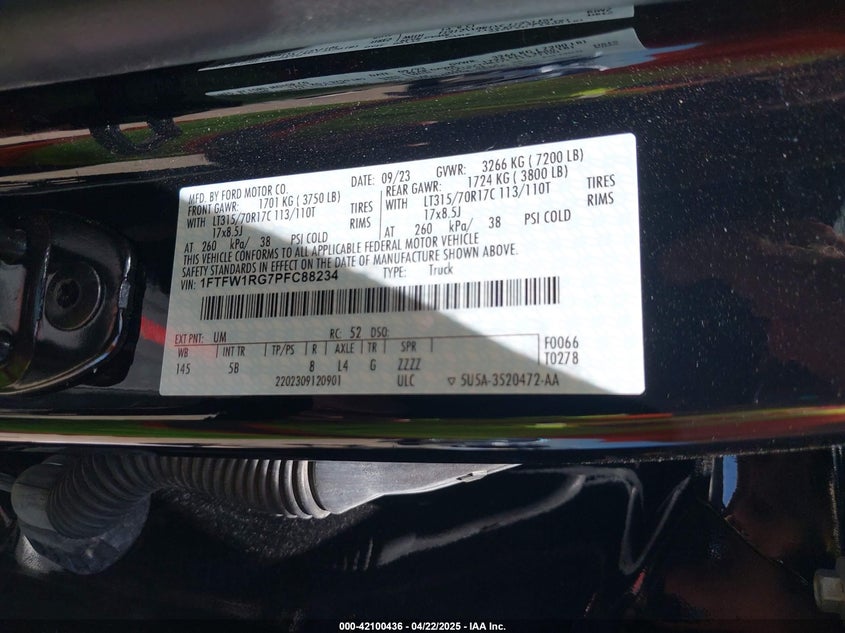 MFD. BY FORD MOTOR CO.
DATE: 09/23 GVWR: 3266 KG ( 7200 LB)
FRONT GAWR: 1701 KG ( 3750 LB) REAR GAWR: 1724 KG ( 3800 LB)
WITH LT315/70R17C 113/110T TIRES WITH LT315/70R17C 113/110T TIRES
17x8.5J RIMS 17x8.5J RIMS
AT 260 kPa/ 38 PSI COLD AT 260 kPa/ 38 PSI COLD
THIS VEHICLE CONFORMS TO ALL APPLICABLE FEDERAL MOTOR VEHICLE
SAFETY STANDARDS IN EFFECT ON THE DATE OF MANUFACTURE SHOWN ABOVE.
VIN: 1FTFW1RG7PFC88234 TYPE: Truck
EXT PNT: UM RC: 52 DSO:
WB INT TR TP/PS R AXLE TR SPR
145 5B 8 L4 G ZZZZ
F0066
T0278
2202309120901 ULC ▽ 5U5A-3S20472-AA
000-42100436 - 04/22/2025 - IAA Inc.